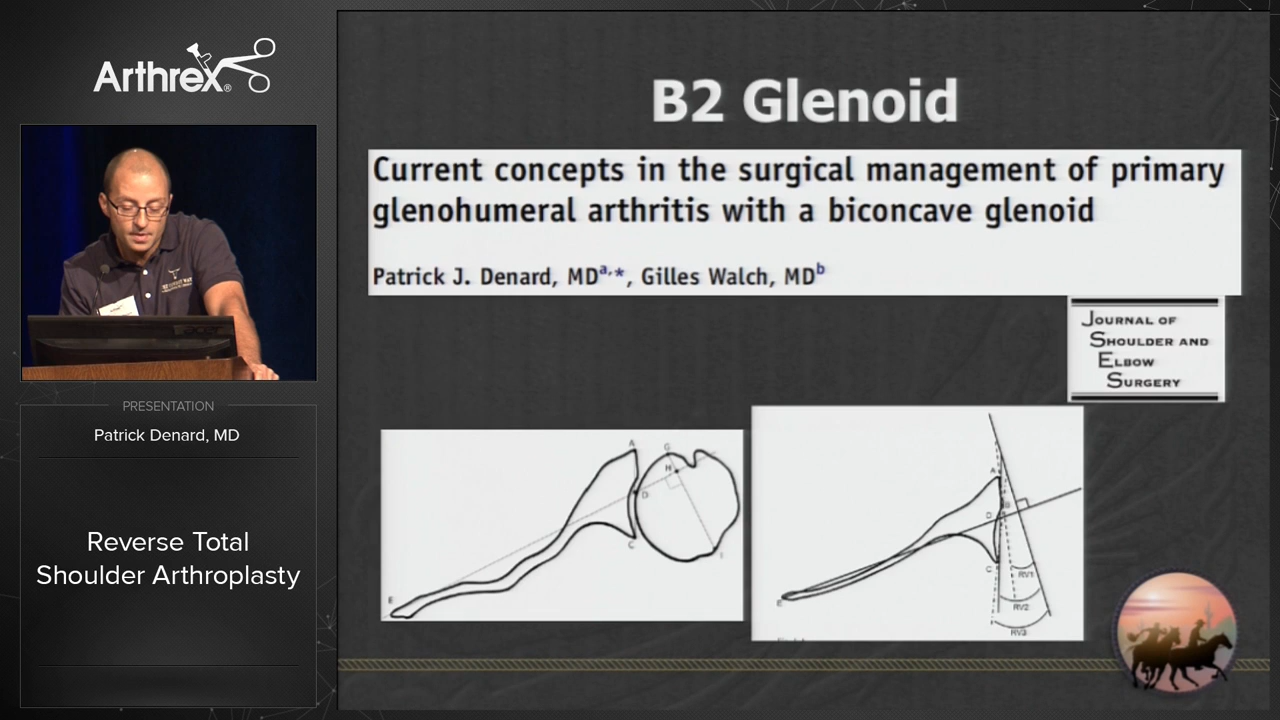 Arthrex®
PRESENTATION
Patrick Denard, MD
Reverse Total
Shoulder Arthroplasty
B2 Glenoid
Current concepts in the surgical management of primary
glenohumeral arthritis with a biconcave glenoid
Patrick J. Denard, MDa,*, Gilles Walch, MDb
JOURNAL OF
SHOULDER AND
ELBOW
SURGERY
A
G
H
D
C
I
E
A
B
D
C
E
RV1
RV2
RV3